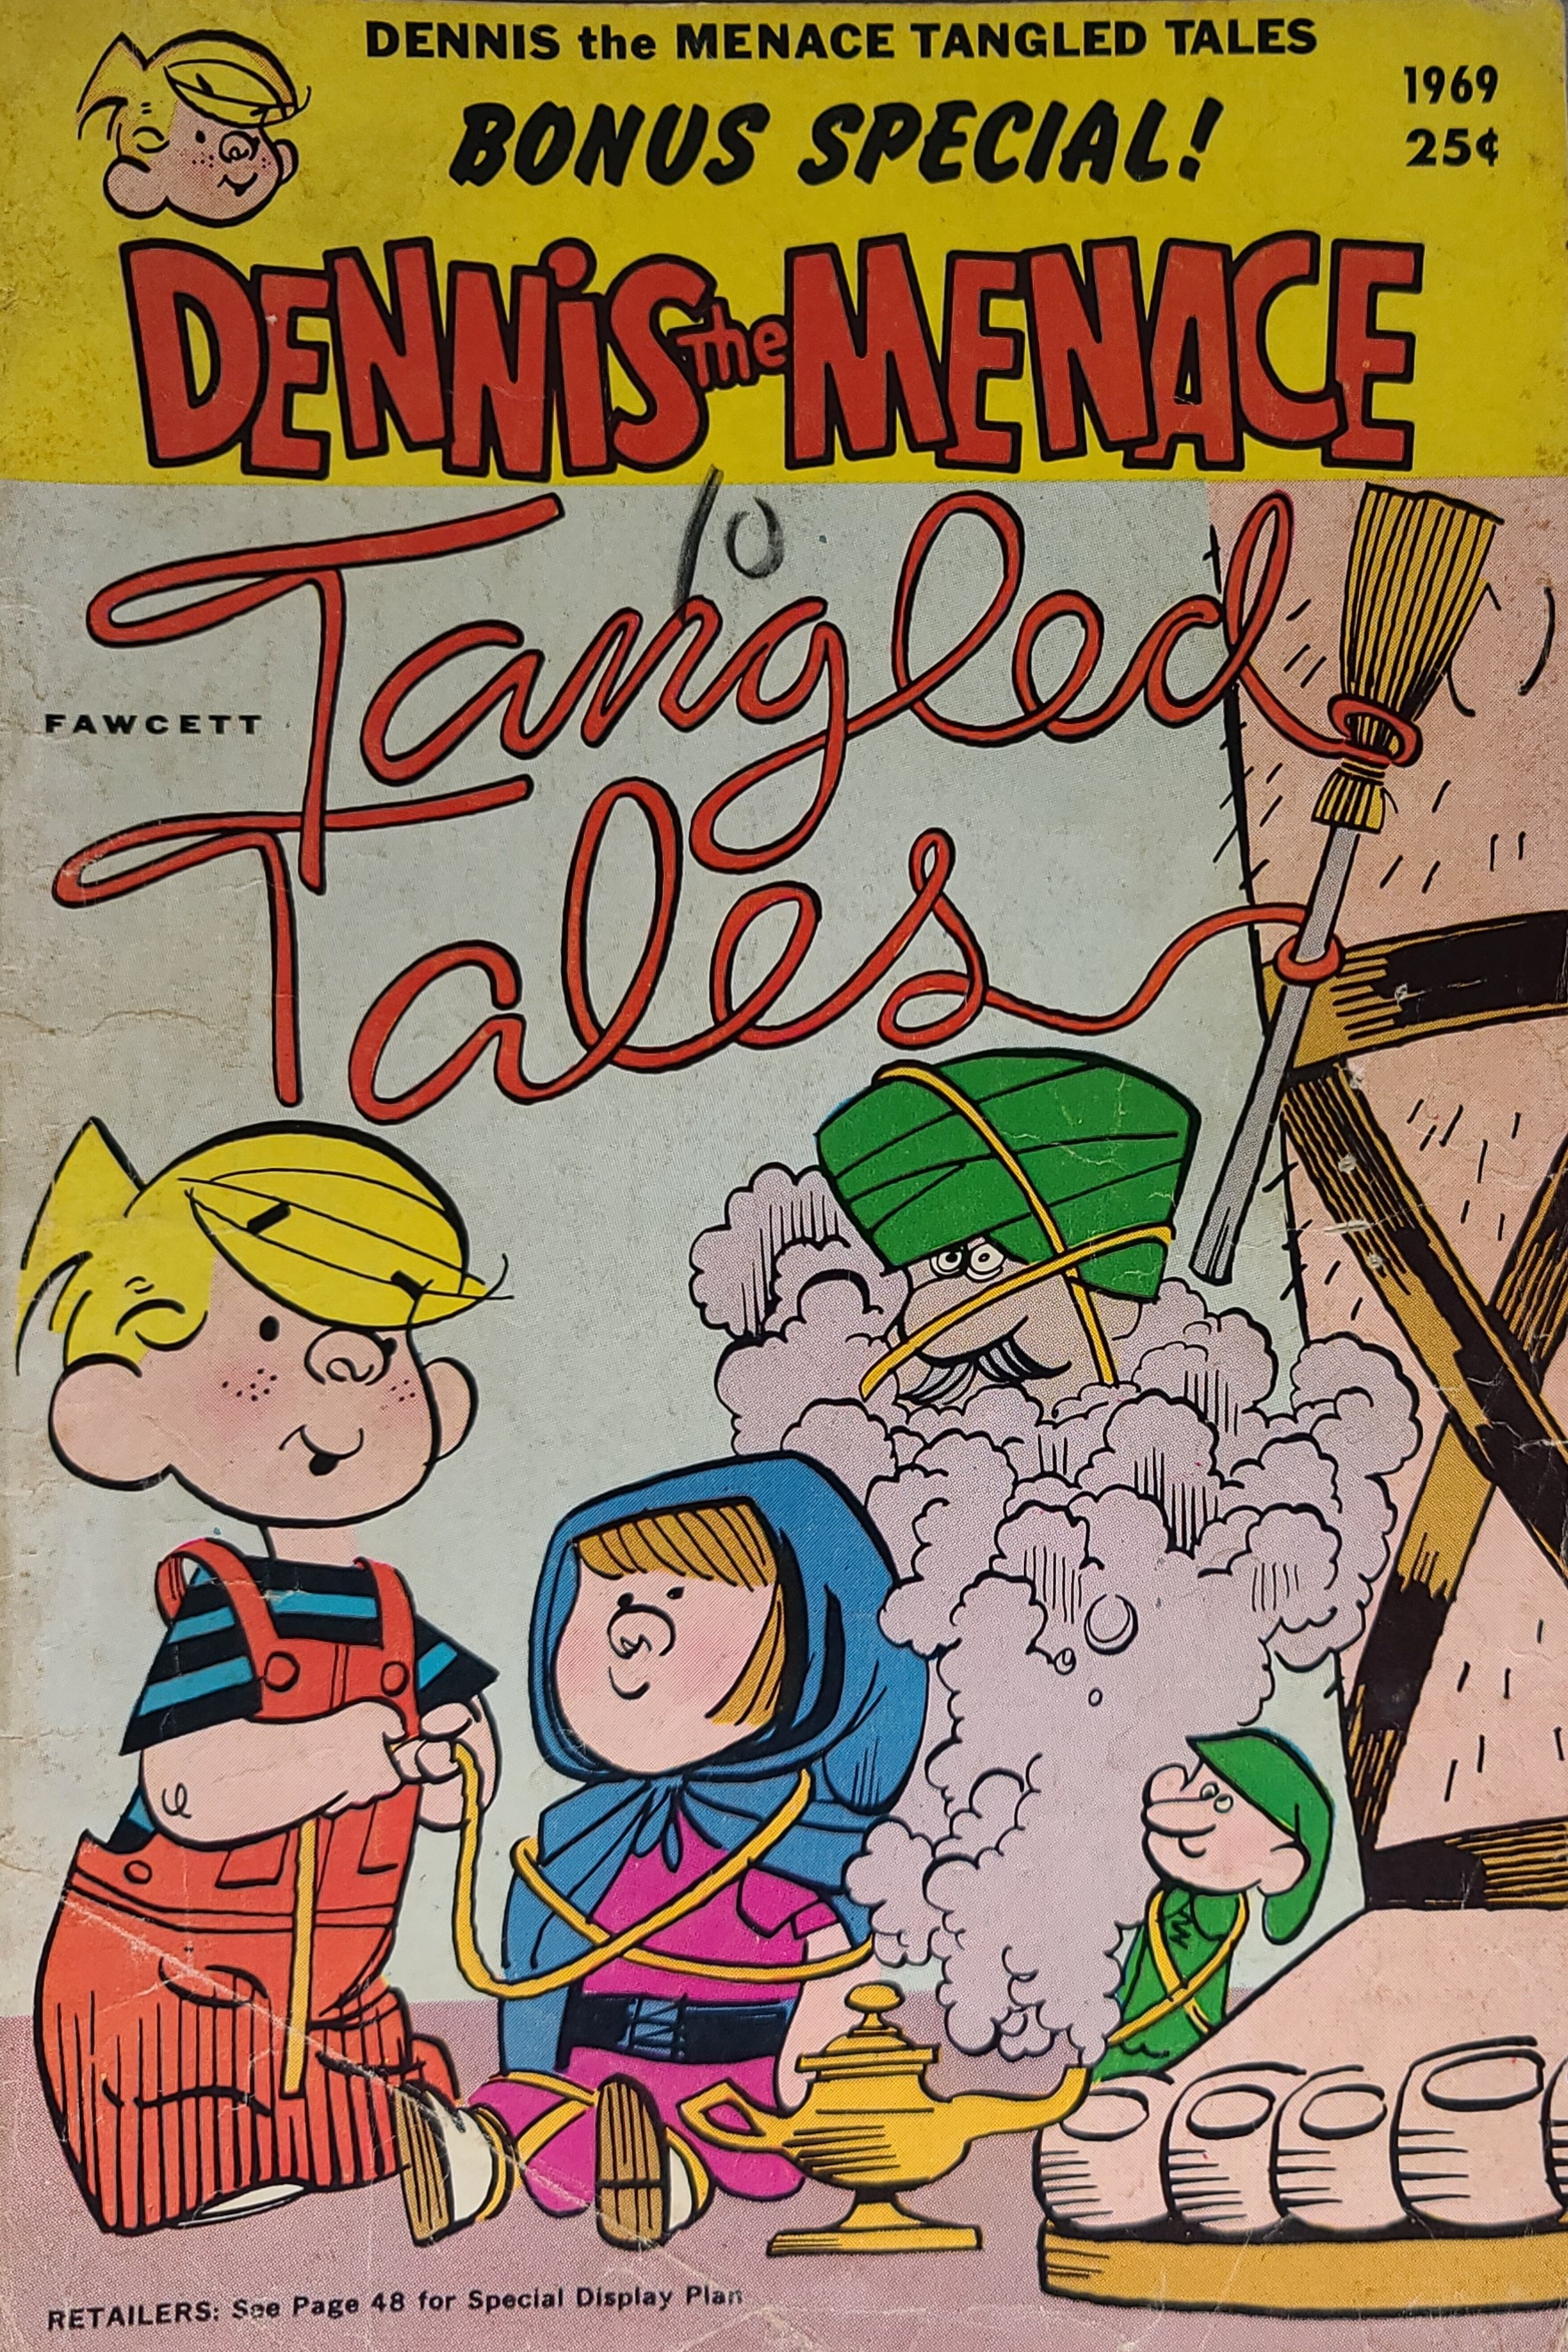 DENNIS the MENACE TANGLED TALES
1969
BONUS SPECIAL!
25¢
DENNiS the MENACE
10
Tangled
FAWCETT
Tales
RETAILERS: See Page 48 for Special Display Plan